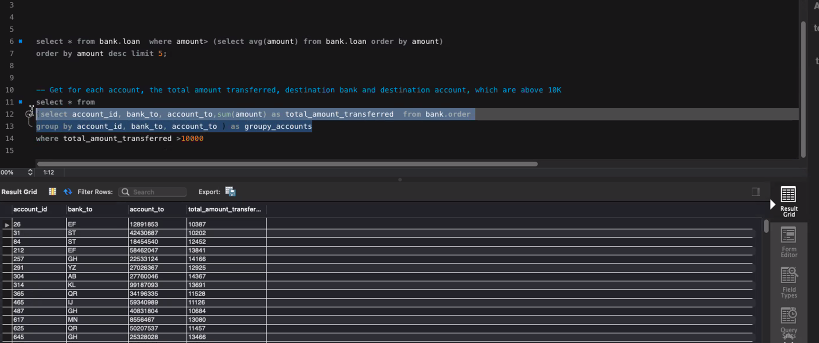 3
4
5
6 select * from bank.loan where amount> (select avg(amount) from bank.loan order by amount)
7 order by amount desc limit 5;
8
9
10 -- Get for each account, the total amount transferred, destination bank and destination account, which are above 10K
11 select * from
12 select account_id, bank_to, account_to,sum(amount) as total_amount_transferred from bank.order
13 group by account_id, bank_to, account_to ) as groupy_accounts
14 where total_amount_transferred >10000
15
00% 1:12
Result Grid Filter Rows: Search Export:
account_id bank_to account_to total_amount_transfer...
26 EF 12891853 10387
31 ST 42430687 10202
84 ST 18454540 12452
212 EF 58462047 13841
257 GH 22533124 14166
291 YZ 27026367 12925
304 AB 27760046 14367
314 KL 99187093 13691
365 QR 34196335 11528
465 IJ 59340989 11126
487 GH 40831804 10684
617 MN 8556467 13080
625 QR 50207537 11457
645 GH 25328028 13466
Result
Grid
Form
Editor
Field
Types
Query